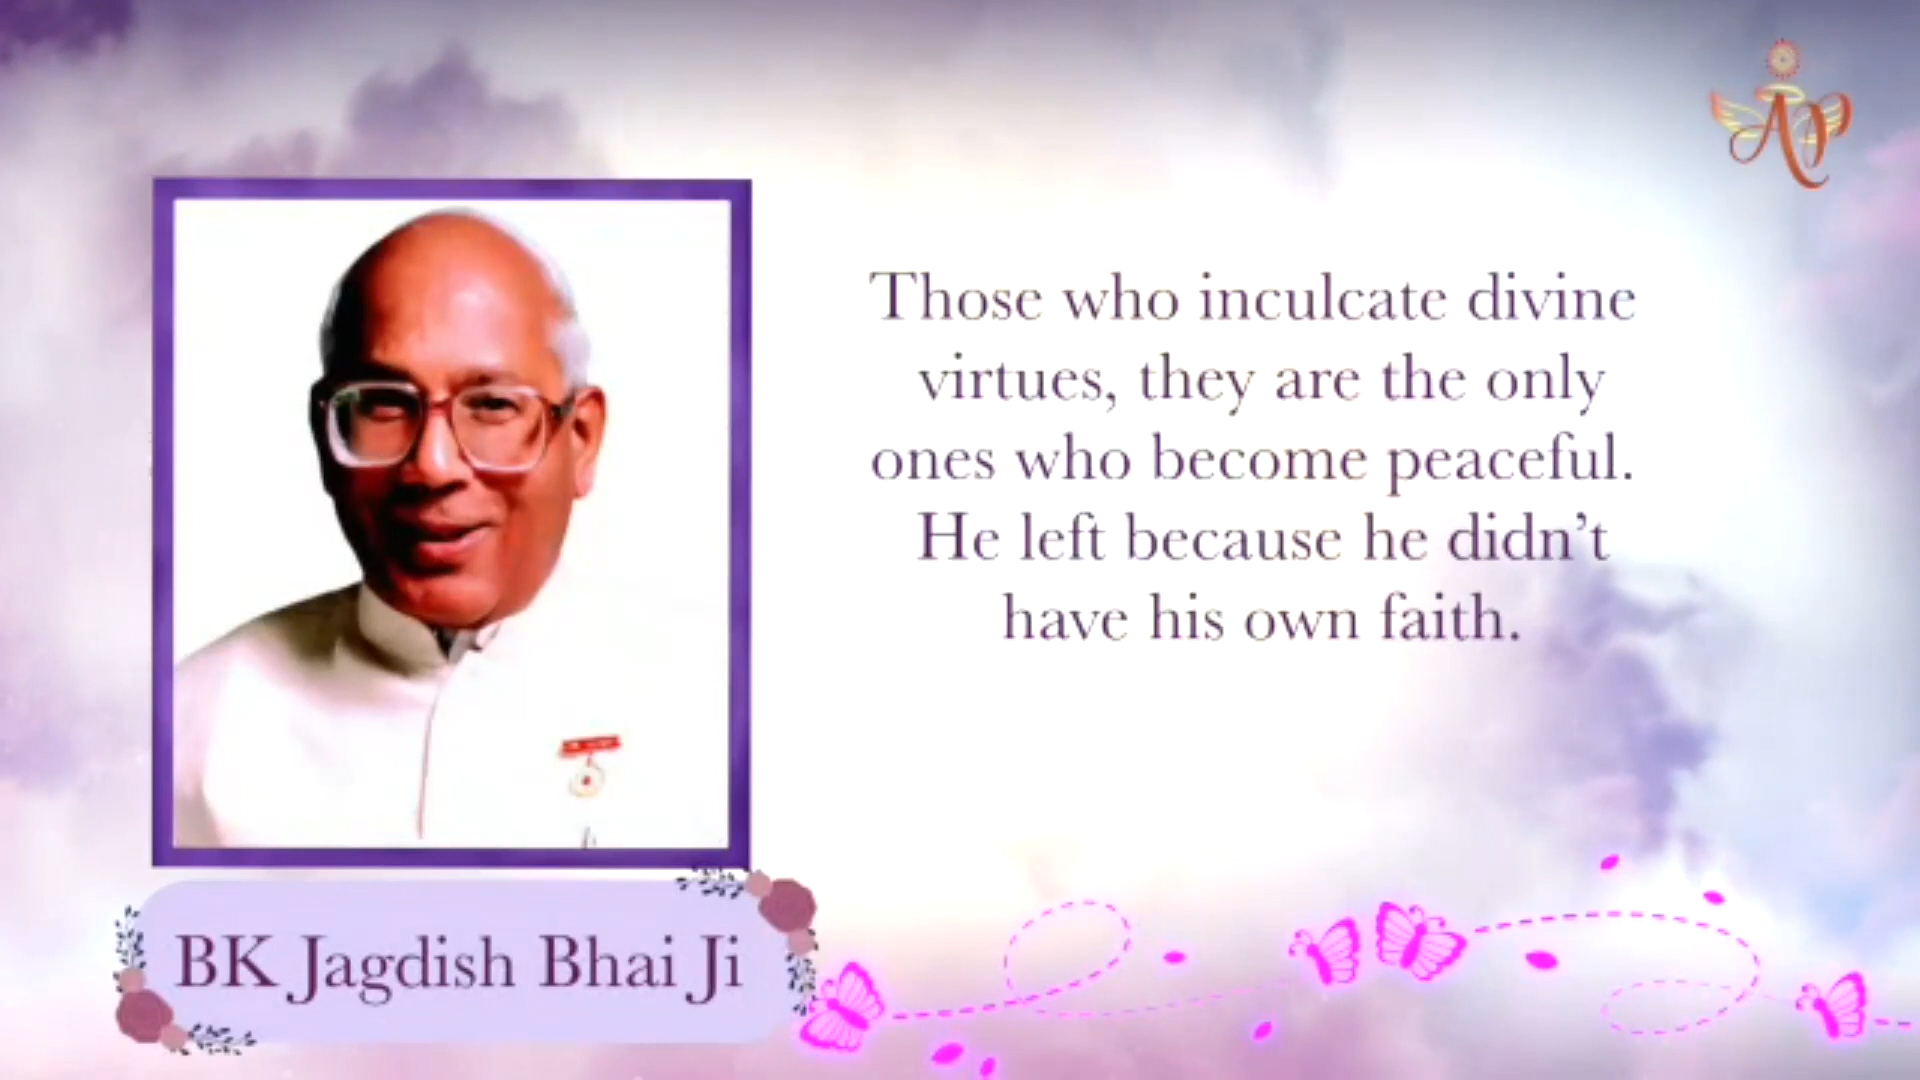 Those who inculcate divine
virtues, they are the only
ones who become peaceful.
He left because he didn't
have his own faith.
BK Jagdish Bhai Ji
AP